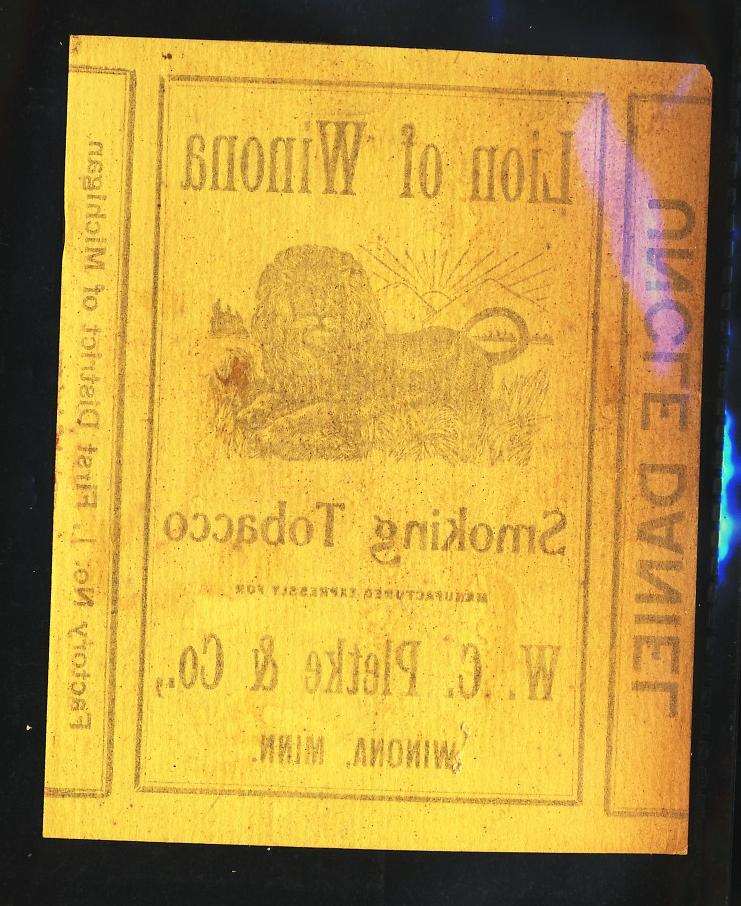 Lion of Winona
Smoking Tobacco
MANUFACTURED EXPRESSLY FOR
W. C. Pletke & Co.,
WINONA, MINN.
UNCLE DANIEL
Factory No. 1, First District of Michigan.